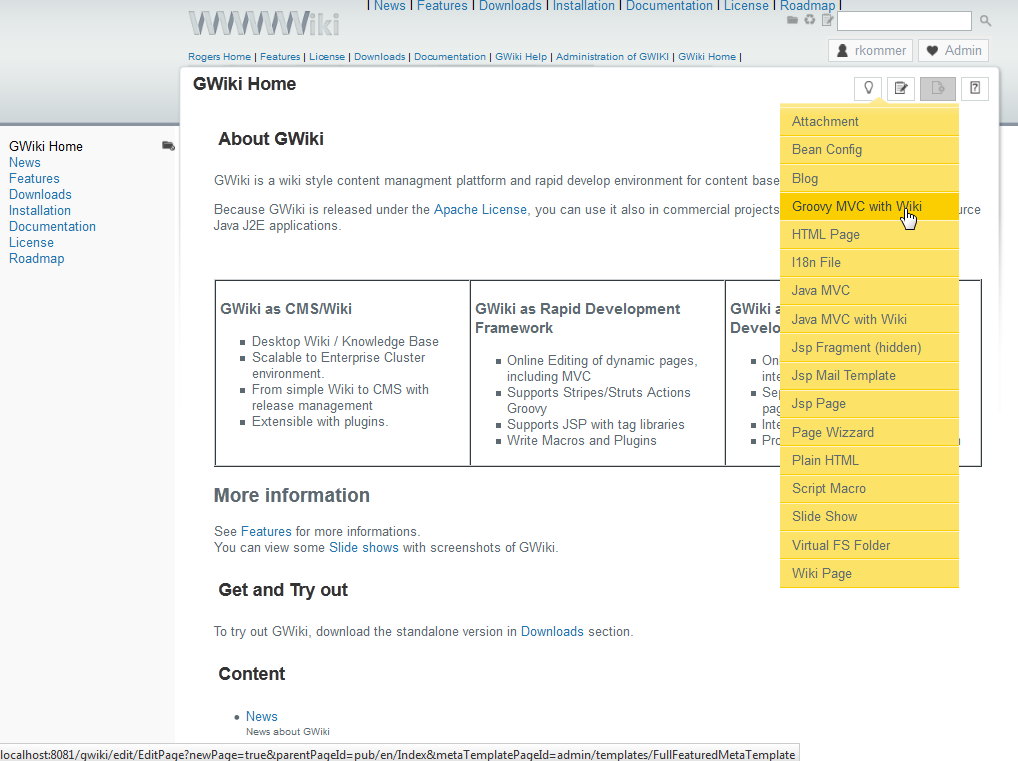 | News | Features | Downloads | Installation | Documentation | License | Roadmap |
WWWWiki
rkommer
Admin
Rogers Home | Features | License | Downloads | Documentation | GWiki Help | Administration of GWIKI | GWiki Home |
GWiki Home
GWiki Home
News
Features
Downloads
Installation
Documentation
License
Roadmap
About GWiki
GWiki is a wiki style content managment plattform and rapid develop environment for content base
Because GWiki is released under the Apache License, you can use it also in commercial projects
urce
Java J2E applications.
GWiki as CMS/Wiki
Desktop Wiki / Knowledge Base
Scalable to Enterprise Cluster
environment.
From simple Wiki to CMS with
release management
Extensible with plugins.
GWiki as Rapid Development
Framework
Online Editing of dynamic pages,
including MVC
Supports Stripes/Struts Actions
Groovy
Supports JSP with tag libraries
Write Macros and Plugins
GWiki a
Develo
On
inte
Sep
pag
Inte
Pro
Attachment
Bean Config
Blog
Groovy MVC with Wiki
HTML Page
I18n File
Java MVC
Java MVC with Wiki
Jsp Fragment (hidden)
Jsp Mail Template
Jsp Page
Page Wizzard
Plain HTML
Script Macro
Slide Show
Virtual FS Folder
Wiki Page
More information
See Features for more informations.
You can view some Slide shows with screenshots of GWiki.
Get and Try out
To try out GWiki, download the standalone version in Downloads section.
Content
News
News about GWiki
localhost:8081/gwiki/edit/EditPage?newPage=true&parentPageId=pub/en/Index&metaTemplatePageId=admin/templates/FullFeaturedMetaTemplate